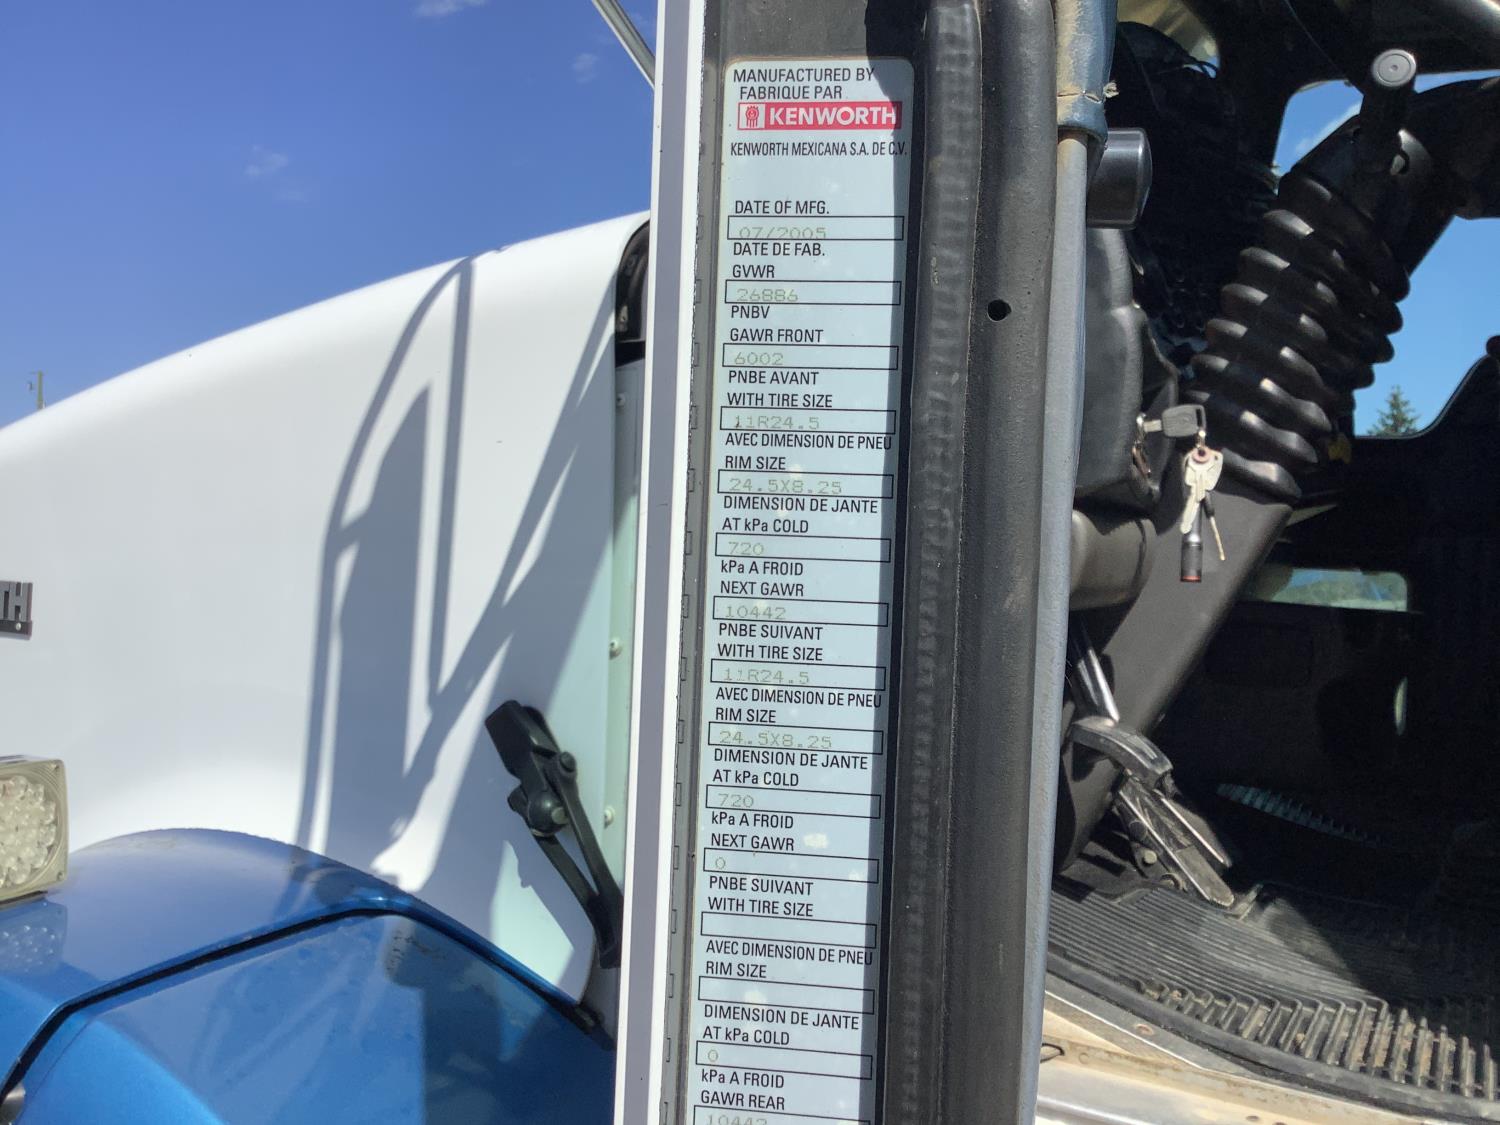 MANUFACTURED BY
FABRIQUE PAR
KENWORTH
KENWORTH MEXICANA S.A. DE C.V.
DATE OF MFG.
07/2005
DATE DE FAB.
GVWR
26886
PNBV
GAWR FRONT
6002
PNBE AVANT
WITH TIRE SIZE
11R24.5
AVEC DIMENSION DE PNEU
RIM SIZE
24.5X8.25
DIMENSION DE JANTE
AT kPa COLD
720
kPa A FROID
NEXT GAWR
10442
PNBE SUIVANT
WITH TIRE SIZE
11R24.5
AVEC DIMENSION DE PNEU
RIM SIZE
24.5X8.25
DIMENSION DE JANTE
AT kPa COLD
720
kPa A FROID
NEXT GAWR
0
PNBE SUIVANT
WITH TIRE SIZE
AVEC DIMENSION DE PNEU
RIM SIZE
DIMENSION DE JANTE
AT kPa COLD
0
kPa A FROID
GAWR REAR
10442
TH